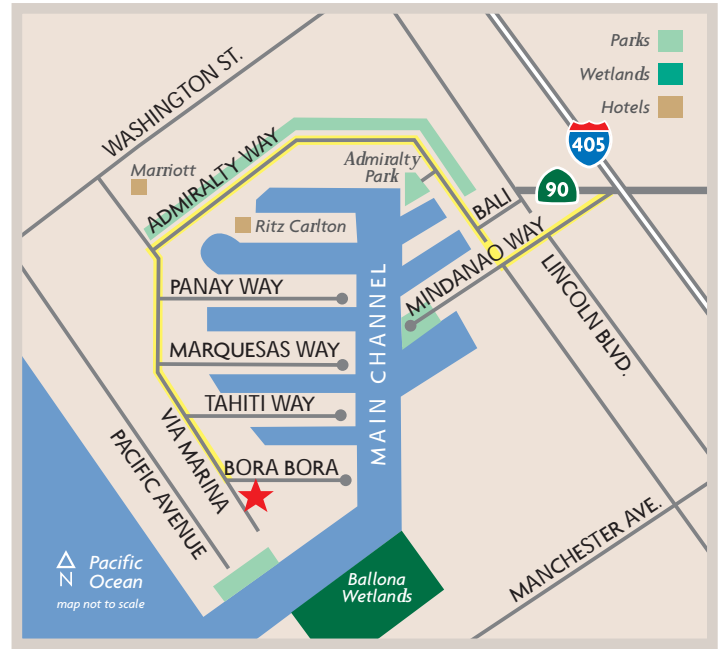 Parks
Wetlands
Hotels
WASHINGTON ST.
405
90
Marriott
ADMIRALTY WAY
Admiralty
Park
BALI
Ritz Carlton
MINDANAO WAY
LINCOLN BLVD.
PANAY WAY
MAIN CHANNEL
MARQUESAS WAY
TAHITI WAY
VIA MARINA
BORA BORA
PACIFIC AVENUE
MANCHESTER AVE.
N
Pacific
Ocean
map not to scale
Ballona
Wetlands